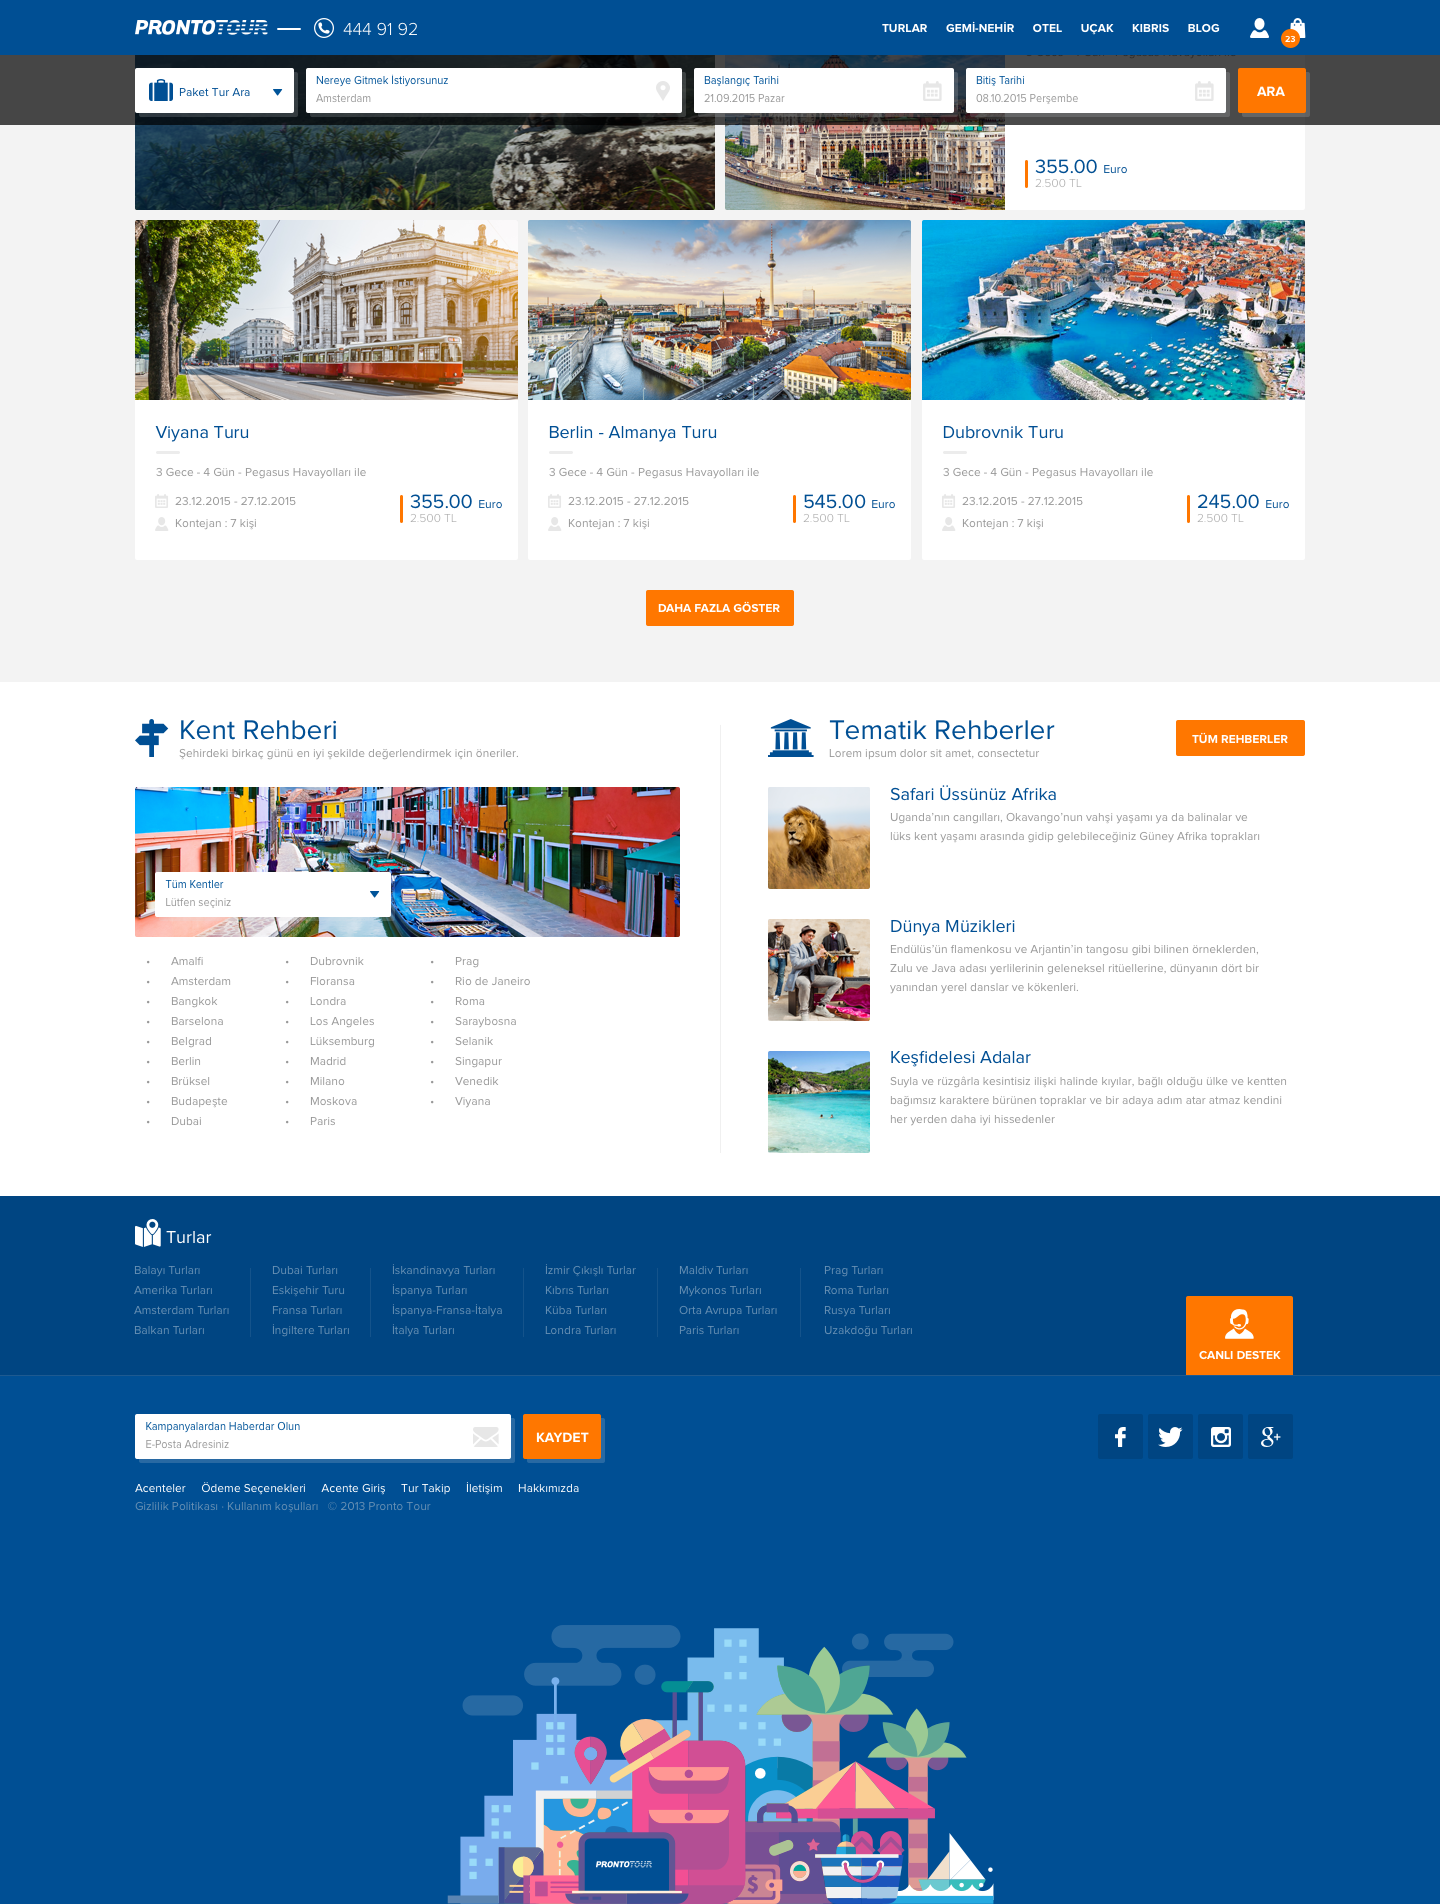 PRONTOTOUR
444 91 92
TURLAR GEMİ-NEHİR OTEL UÇAK KIBRIS BLOG
23
Paket Tur Ara
Nereye Gitmek İstiyorsunuz
Amsterdam
Başlangıç Tarihi
21.09.2015 Pazar
Bitiş Tarihi
08.10.2015 Perşembe
ARA
355.00 Euro
2.500 TL
Viyana Turu
3 Gece - 4 Gün - Pegasus Havayolları ile
23.12.2015 - 27.12.2015
Kontejan : 7 kişi
355.00 Euro
2.500 TL
Berlin - Almanya Turu
3 Gece - 4 Gün - Pegasus Havayolları ile
23.12.2015 - 27.12.2015
Kontejan : 7 kişi
545.00 Euro
2.500 TL
Dubrovnik Turu
3 Gece - 4 Gün - Pegasus Havayolları ile
23.12.2015 - 27.12.2015
Kontejan : 7 kişi
245.00 Euro
2.500 TL
DAHA FAZLA GÖSTER
Kent Rehberi
Şehirdeki birkaç günü en iyi şekilde değerlendirmek için öneriler.
Tüm Kentler
Lütfen seçiniz
• Amalfi
• Amsterdam
• Bangkok
• Barselona
• Belgrad
• Berlin
• Brüksel
• Budapeşte
• Dubai
• Dubrovnik
• Floransa
• Londra
• Los Angeles
• Lüksemburg
• Madrid
• Milano
• Moskova
• Paris
• Prag
• Rio de Janeiro
• Roma
• Saraybosna
• Selanik
• Singapur
• Venedik
• Viyana
Tematik Rehberler
Lorem ipsum dolor sit amet, consectetur
TÜM REHBERLER
Safari Üssünüz Afrika
Uganda’nın cangılları, Okavango’nun vahşi yaşamı ya da balinalar ve
lüks kent yaşamı arasında gidip gelebileceğiniz Güney Afrika toprakları
Dünya Müzikleri
Endülüs’ün flamenkosu ve Arjantin’in tangosu gibi bilinen örneklerden,
Zulu ve Java adası yerlilerinin geleneksel ritüellerine, dünyanın dört bir
yanından yerel danslar ve kökenleri.
Keşfidelesi Adalar
Suyla ve rüzgârla kesintisiz ilişki halinde kıyılar, bağlı olduğu ülke ve kentten
bağımsız karaktere bürünen topraklar ve bir adaya adım atar atmaz kendini
her yerden daha iyi hissedenler
Turlar
Balayı Turları
Amerika Turları
Amsterdam Turları
Balkan Turları
Dubai Turları
Eskişehir Turu
Fransa Turları
İngiltere Turları
İskandinavya Turları
İspanya Turları
İspanya-Fransa-İtalya
İtalya Turları
İzmir Çıkışlı Turlar
Kıbrıs Turları
Küba Turları
Londra Turları
Maldiv Turları
Mykonos Turları
Orta Avrupa Turları
Paris Turları
Prag Turları
Roma Turları
Rusya Turları
Uzakdoğu Turları
CANLI DESTEK
Kampanyalardan Haberdar Olun
E-Posta Adresiniz
KAYDET
Acenteler Ödeme Seçenekleri Acente Giriş Tur Takip İletişim Hakkımızda
Gizlilik Politikası · Kullanım koşulları © 2013 Pronto Tour
PRONTOTOUR
$